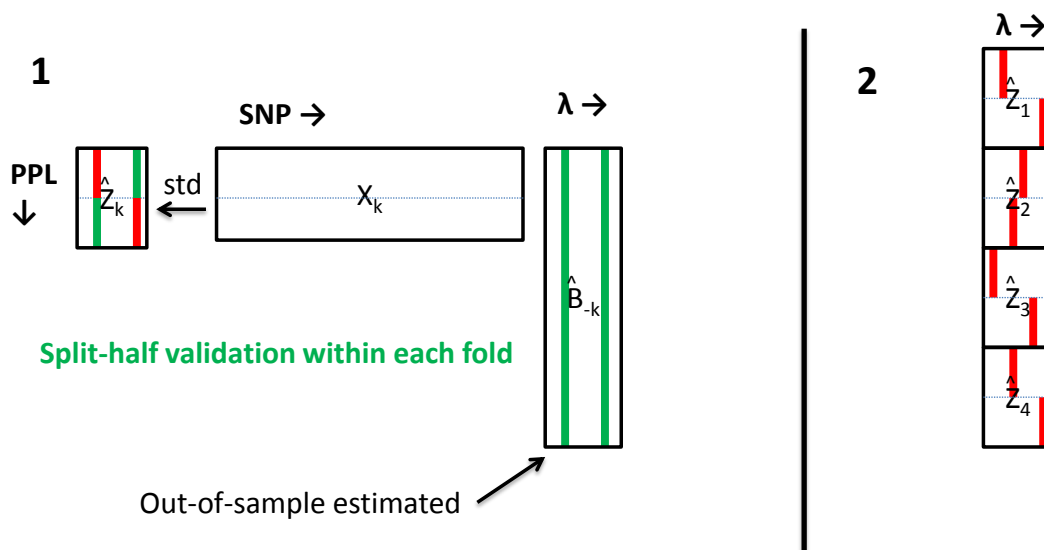 1
SNP →
λ →
PPL
↓
Ẑk
std
Xk
B̂-k
Split-half validation within each fold
Out-of-sample estimated
2
λ →
Ẑ1
Ẑ2
Ẑ3
Ẑ4